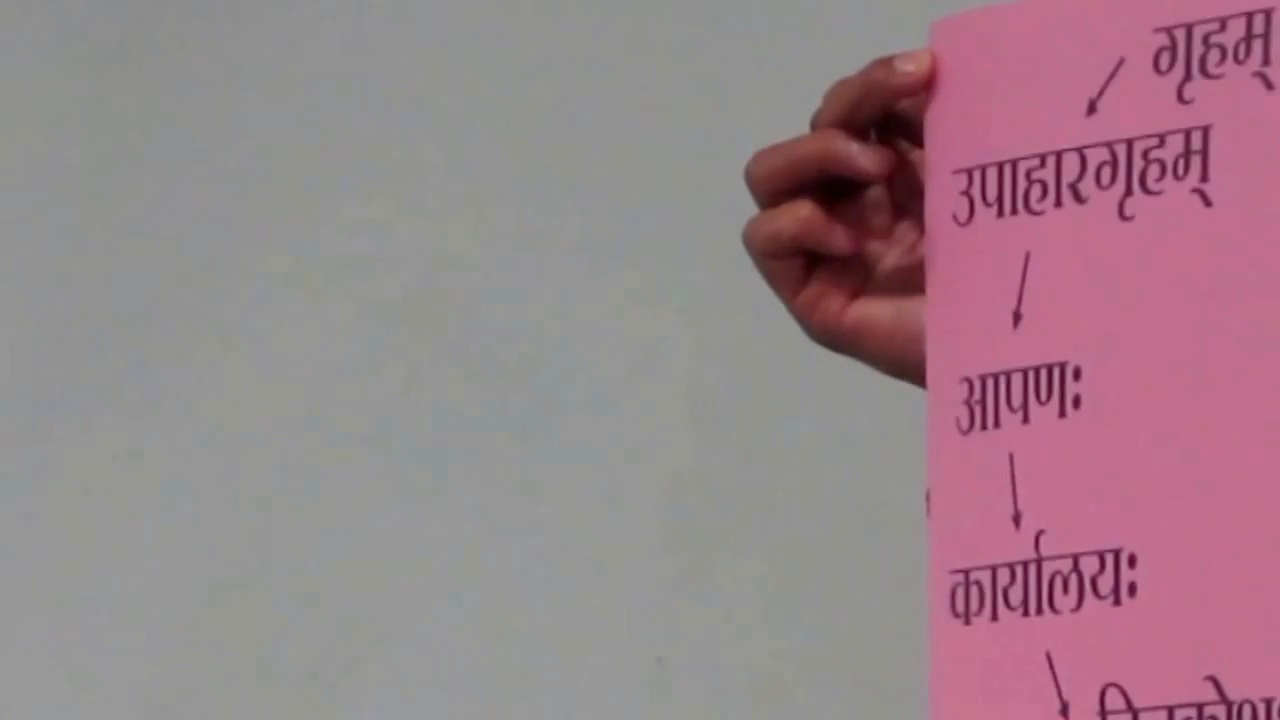 गृहम्
उपाहारगृहम्
आपणः
कार्यालयः